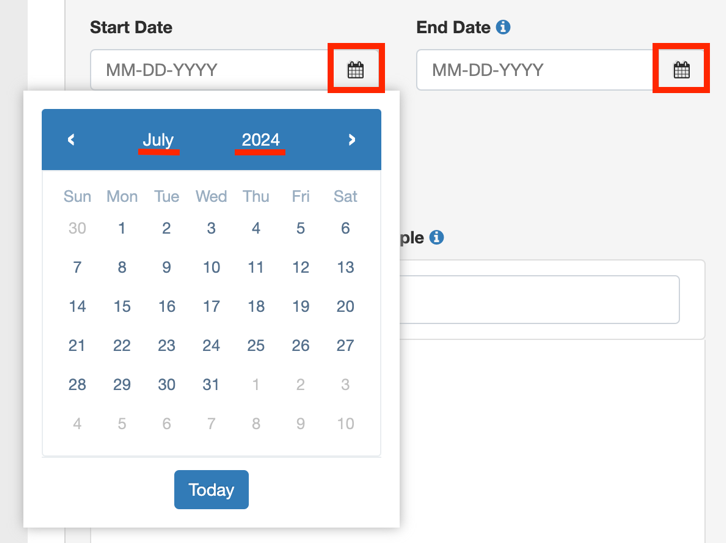 Start Date
End Date
MM-DD-YYYY
MM-DD-YYYY
July 2024
Sun Mon Tue Wed Thu Fri Sat
30 1 2 3 4 5 6
7 8 9 10 11 12 13
14 15 16 17 18 19 20
21 22 23 24 25 26 27
28 29 30 31 1 2 3
4 5 6 7 8 9 10
Today
ple